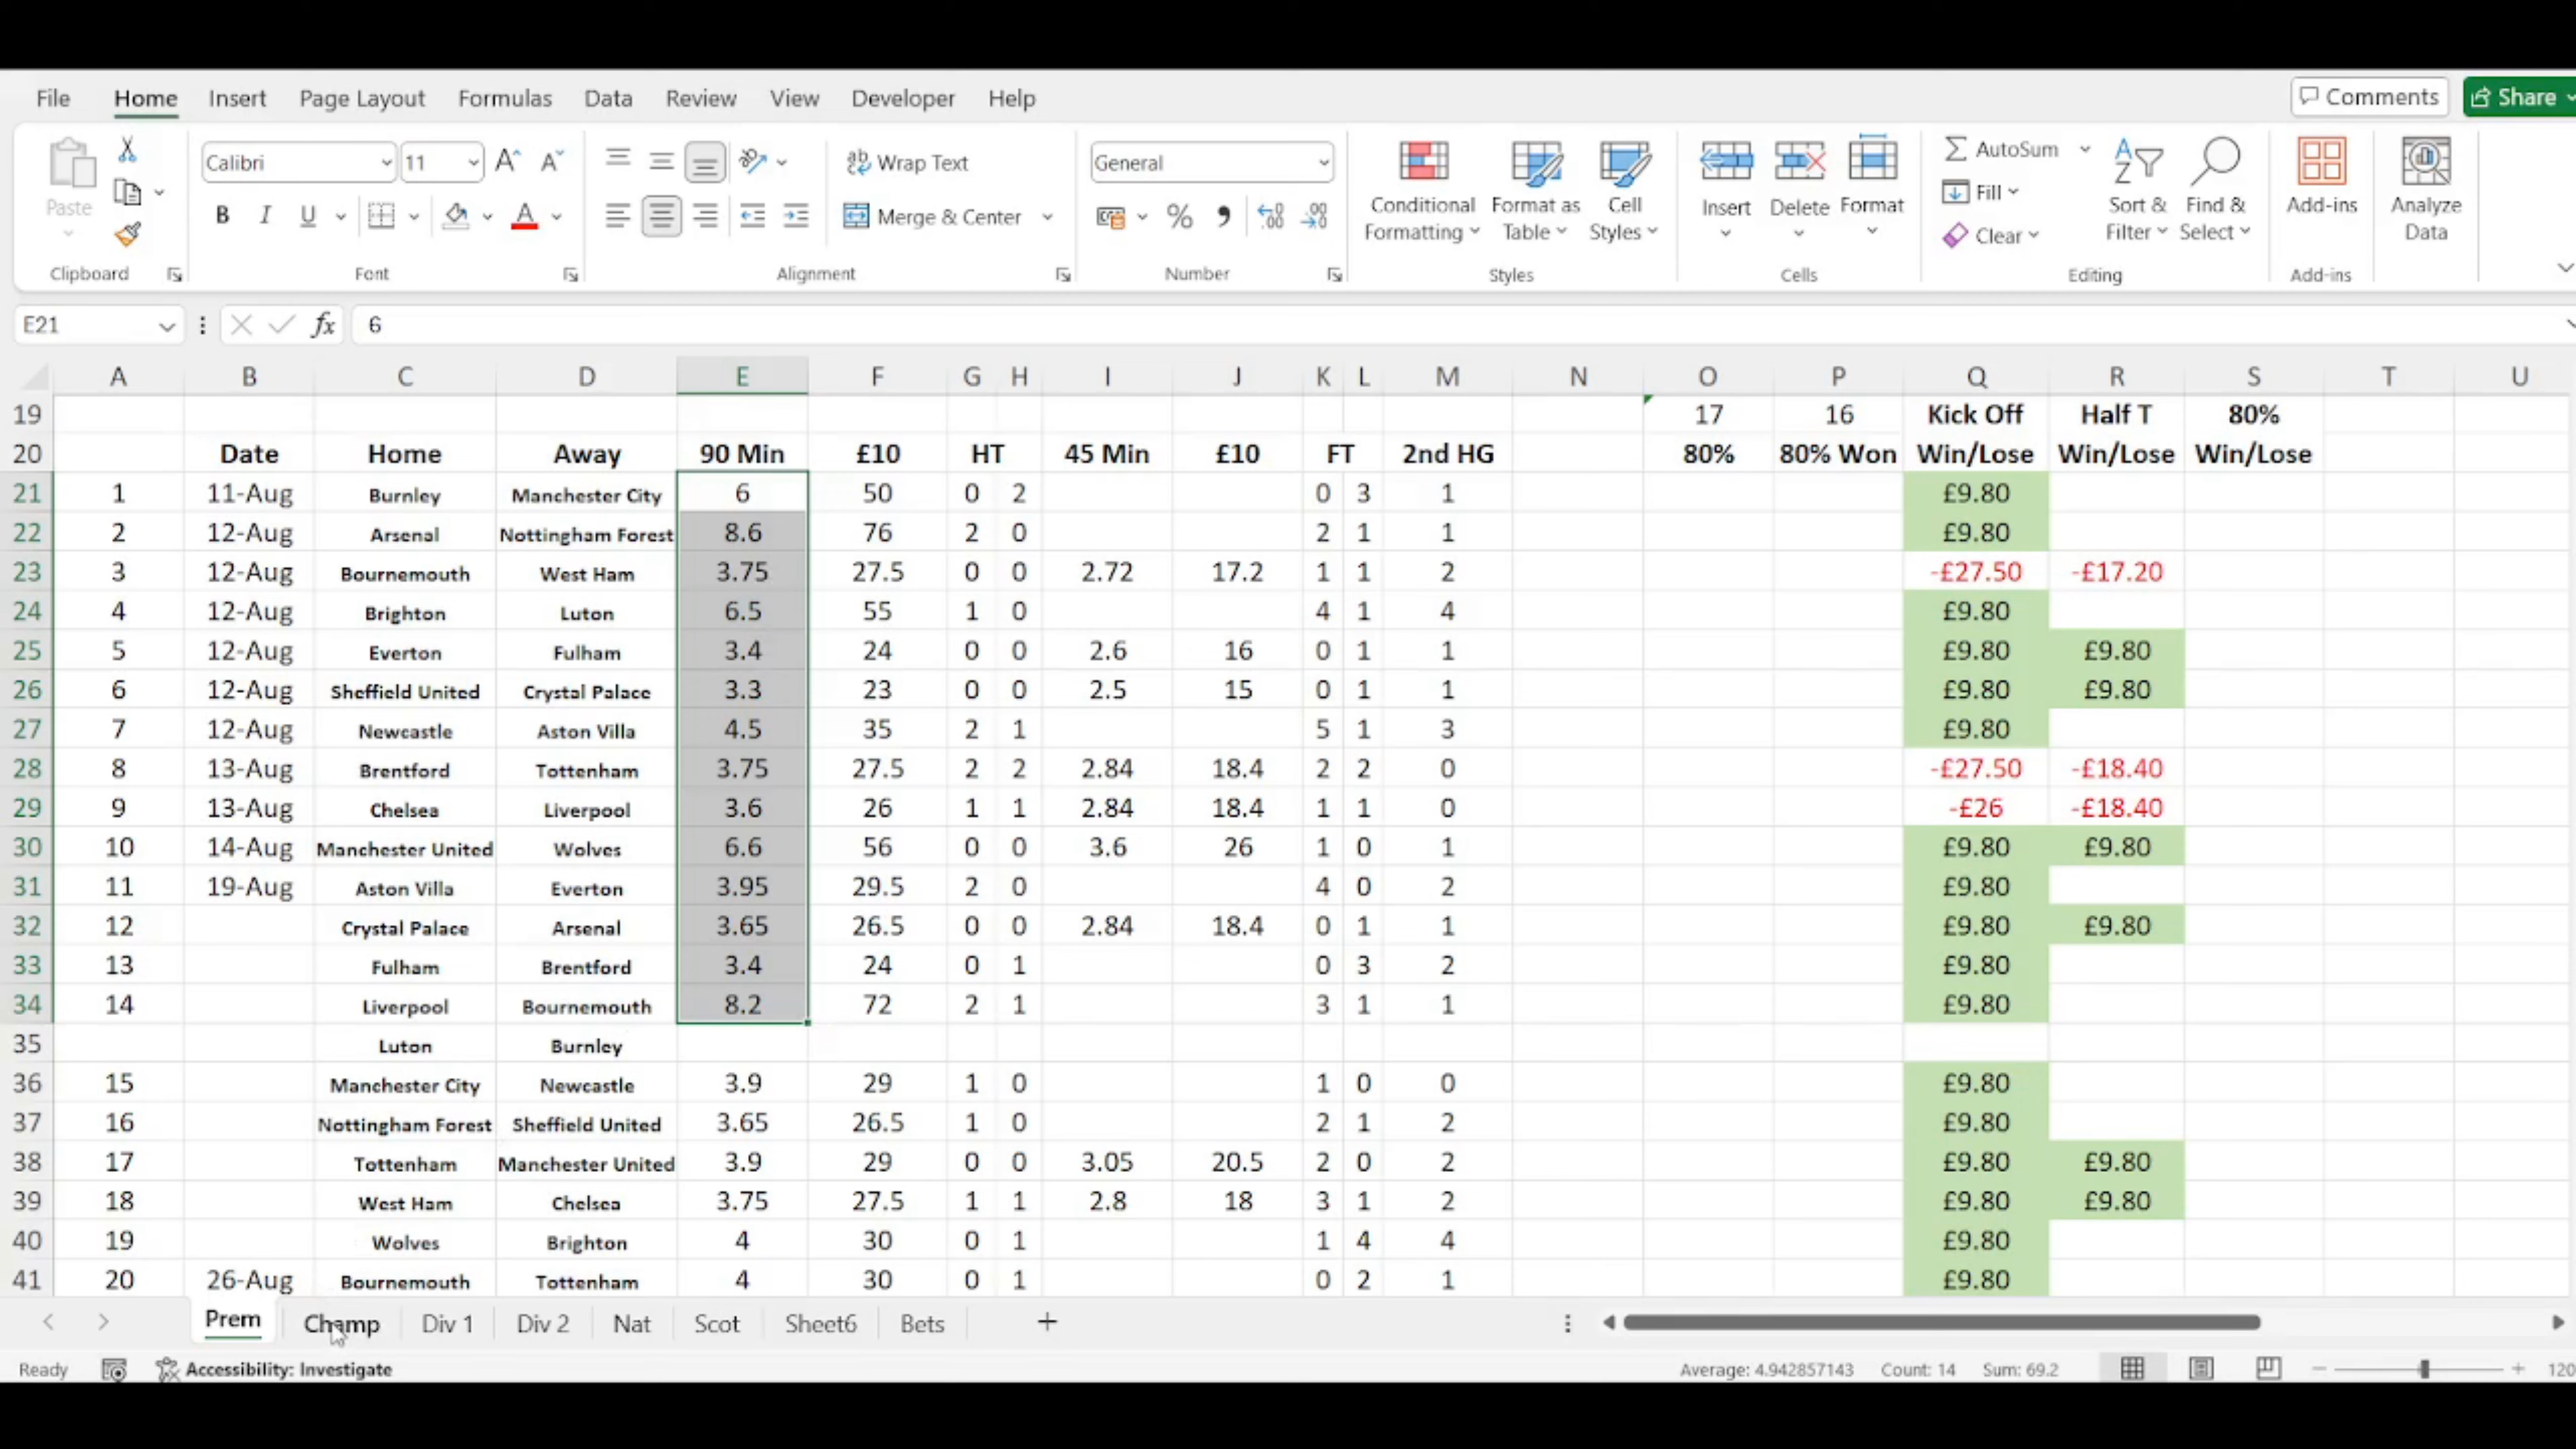 File Home Insert Page Layout Formulas Data Review View Developer Help Comments Share
Calibri 11 Wrap Text General AutoSum
Paste Conditional Format as Cell Insert Delete Format Fill Sort & Find & Add-ins Analyze
B I U Merge & Center % Formatting Table Styles Clear Filter Select Data
Clipboard Font Alignment Number Styles Cells Editing Add-ins
E21 fx 6
A B C D E F G H I J K L M N O P Q R S T U
19 17 16 Kick Off Half T 80%
20 Date Home Away 90 Min £10 HT 45 Min £10 FT 2nd HG 80% 80% Won Win/Lose Win/Lose Win/Lose
21 1 11-Aug Burnley Manchester City 6 50 0 2 0 3 1 £9.80
22 2 12-Aug Arsenal Nottingham Forest 8.6 76 2 0 2 1 1 £9.80
23 3 12-Aug Bournemouth West Ham 3.75 27.5 0 0 2.72 17.2 1 1 2 -£27.50 -£17.20
24 4 12-Aug Brighton Luton 6.5 55 1 0 4 1 4 £9.80
25 5 12-Aug Everton Fulham 3.4 24 0 0 2.6 16 0 1 1 £9.80 £9.80
26 6 12-Aug Sheffield United Crystal Palace 3.3 23 0 0 2.5 15 0 1 1 £9.80 £9.80
27 7 12-Aug Newcastle Aston Villa 4.5 35 2 1 5 1 3 £9.80
28 8 13-Aug Brentford Tottenham 3.75 27.5 2 2 2.84 18.4 2 2 0 -£27.50 -£18.40
29 9 13-Aug Chelsea Liverpool 3.6 26 1 1 2.84 18.4 1 1 0 -£26 -£18.40
30 10 14-Aug Manchester United Wolves 6.6 56 0 0 3.6 26 1 0 1 £9.80 £9.80
31 11 19-Aug Aston Villa Everton 3.95 29.5 2 0 4 0 2 £9.80
32 12 Crystal Palace Arsenal 3.65 26.5 0 0 2.84 18.4 0 1 1 £9.80 £9.80
33 13 Fulham Brentford 3.4 24 0 1 0 3 2 £9.80
34 14 Liverpool Bournemouth 8.2 72 2 1 3 1 1 £9.80
35 Luton Burnley
36 15 Manchester City Newcastle 3.9 29 1 0 1 0 0 £9.80
37 16 Nottingham Forest Sheffield United 3.65 26.5 1 0 2 1 2 £9.80
38 17 Tottenham Manchester United 3.9 29 0 0 3.05 20.5 2 0 2 £9.80 £9.80
39 18 West Ham Chelsea 3.75 27.5 1 1 2.8 18 3 1 2 £9.80 £9.80
40 19 Wolves Brighton 4 30 0 1 1 4 4 £9.80
41 20 26-Aug Bournemouth Tottenham 4 30 0 1 0 2 1 £9.80
Prem Champ Div 1 Div 2 Nat Scot Sheet6 Bets +
Ready Accessibility: Investigate Average: 4.942857143 Count: 14 Sum: 69.2 120